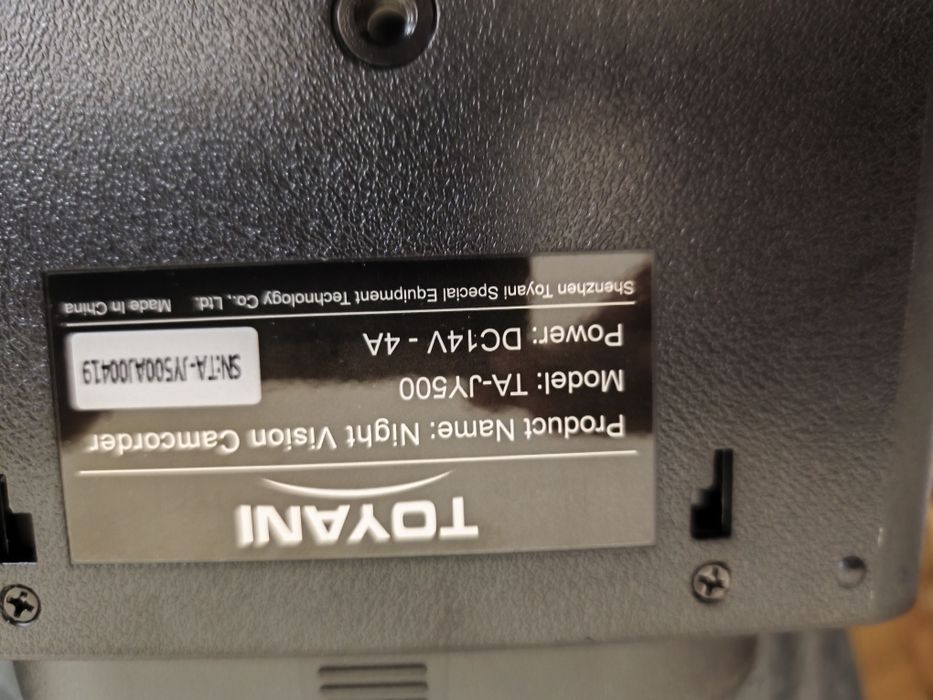 TOYANI
Product Name: Night Vision Camcorder
Model: TA-JY500
SN:TA-JY500AJ00419
Power: DC14V - 4A
Shenzhen Toyani Special Equipment Technology Co., Ltd. Made In China